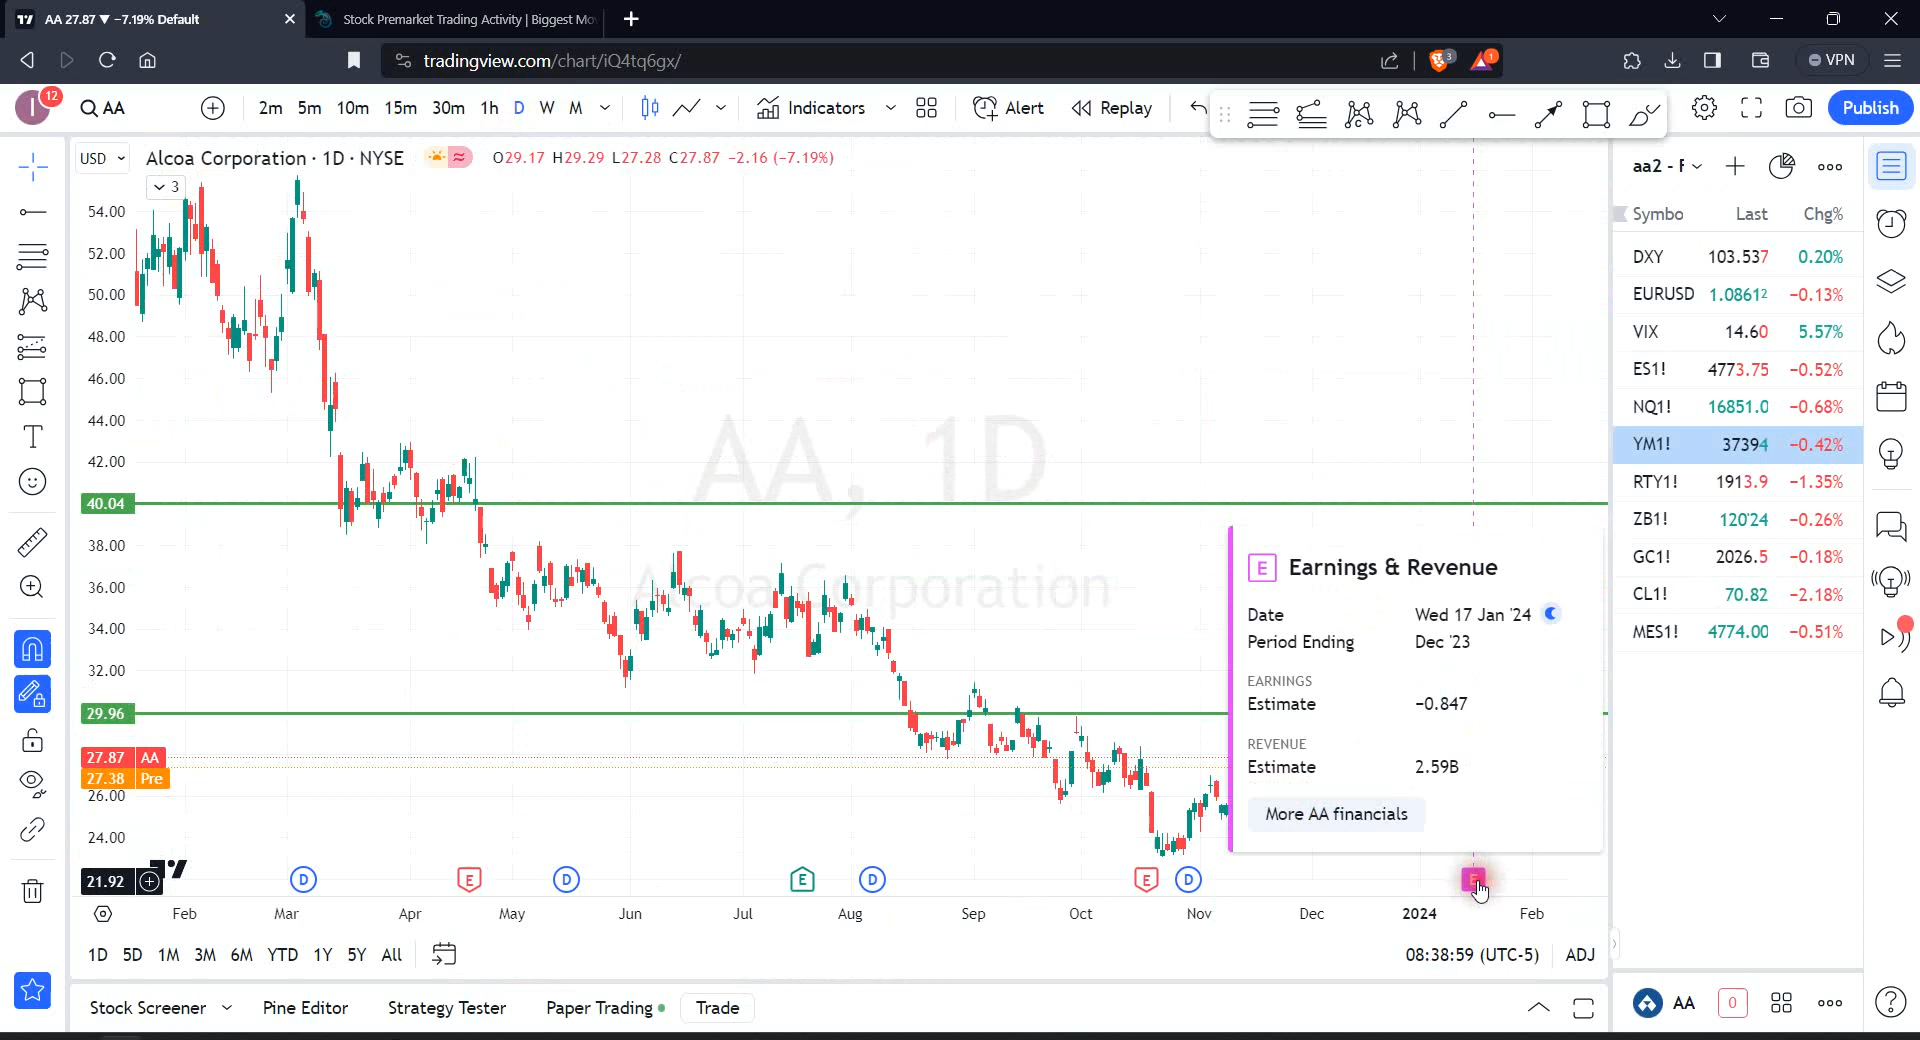 AA 27.87 ▼ −7.19% Default
Stock Premarket Trading Activity | Biggest Mo
tradingview.com/chart/iQ4tq6gx/
3
1
VPN
I
12
AA
2m 5m 10m 15m 30m 1h D W M
Indicators
Alert
Replay
Publish
USD
Alcoa Corporation · 1D · NYSE
O29.17 H29.29 L27.28 C27.87 −2.16 (−7.19%)
3
54.00
52.00
50.00
48.00
46.00
44.00
42.00
40.04
38.00
36.00
34.00
32.00
29.96
27.87 AA
27.38 Pre
26.00
24.00
21.92
AA, 1D
Alcoa Corporation
E Earnings & Revenue
Date Wed 17 Jan '24
Period Ending Dec '23
EARNINGS
Estimate −0.847
REVENUE
Estimate 2.59B
More AA financials
D E D E D E D E
Feb Mar Apr May Jun Jul Aug Sep Oct Nov Dec 2024 Feb
1D 5D 1M 3M 6M YTD 1Y 5Y All
08:38:59 (UTC-5) ADJ
Stock Screener
Pine Editor
Strategy Tester
Paper Trading
Trade
aa2 - F
Symbo Last Chg%
DXY 103.537 0.20%
EURUSD 1.08612 −0.13%
VIX 14.60 5.57%
ES1! 4773.75 −0.52%
NQ1! 16851.0 −0.68%
YM1! 37394 −0.42%
RTY1! 1913.9 −1.35%
ZB1! 120'24 −0.26%
GC1! 2026.5 −0.18%
CL1! 70.82 −2.18%
MES1! 4774.00 −0.51%
AA
0